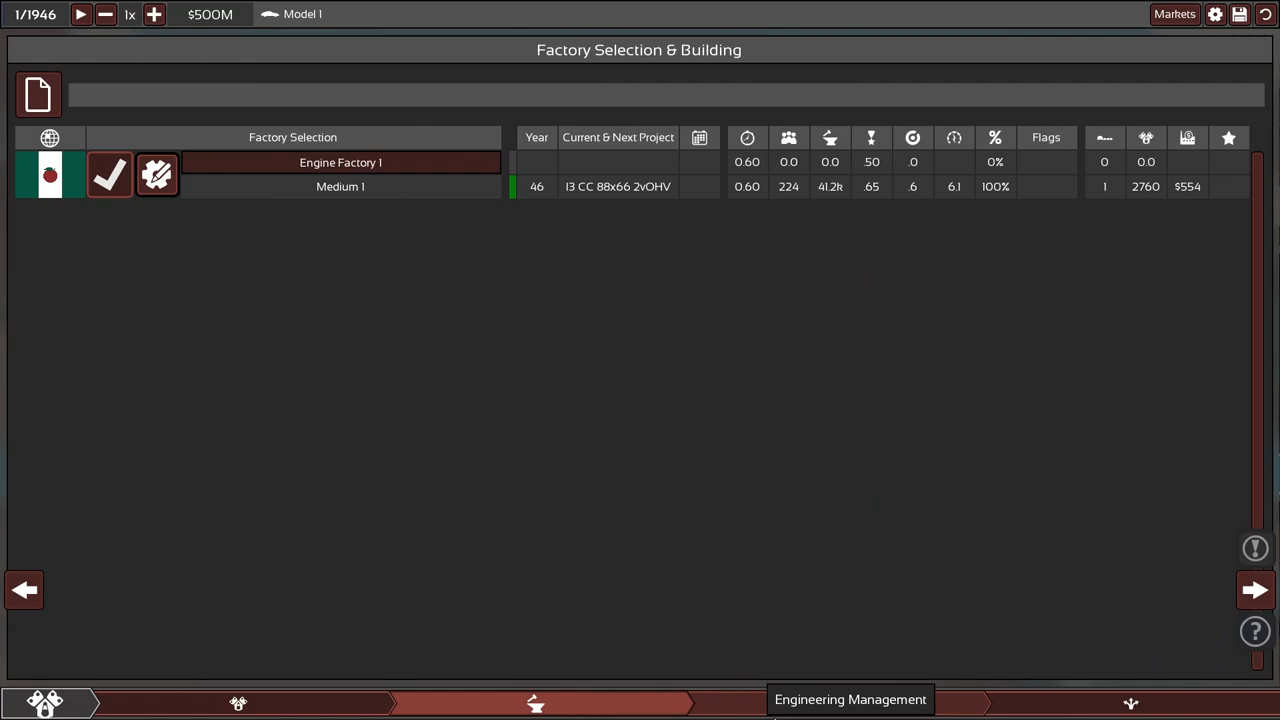 1/1946 1x $500M Model 1 Markets
Factory Selection & Building
Factory Selection Year Current & Next Project % Flags
Engine Factory 1 0.60 0.0 0.0 .50 .0 0% 0 0.0
Medium 1 46 I3 CC 88x66 2vOHV 0.60 224 41.2k .65 .6 6.1 100% 1 2760 $554
Engineering Management